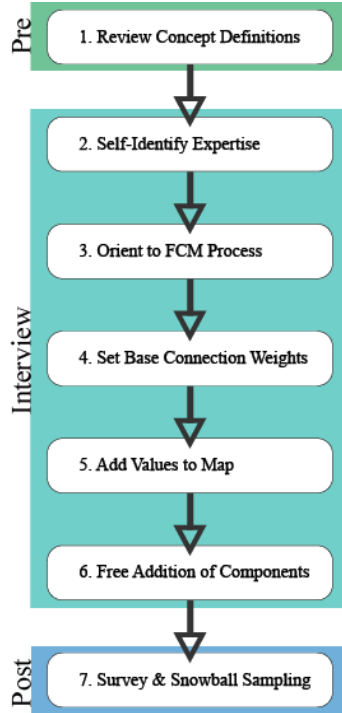 Pre
1. Review Concept Definitions
Interview
2. Self-Identify Expertise
3. Orient to FCM Process
4. Set Base Connection Weights
5. Add Values to Map
6. Free Addition of Components
Post
7. Survey & Snowball Sampling